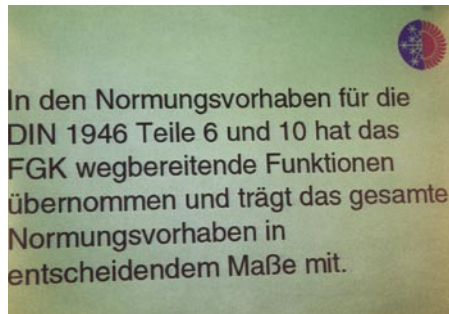 In den Normungsvorhaben für die
DIN 1946 Teile 6 und 10 hat das
FGK wegbereitende Funktionen
übernommen und trägt das gesamte
Normungsvorhaben in
entscheidendem Maße mit.